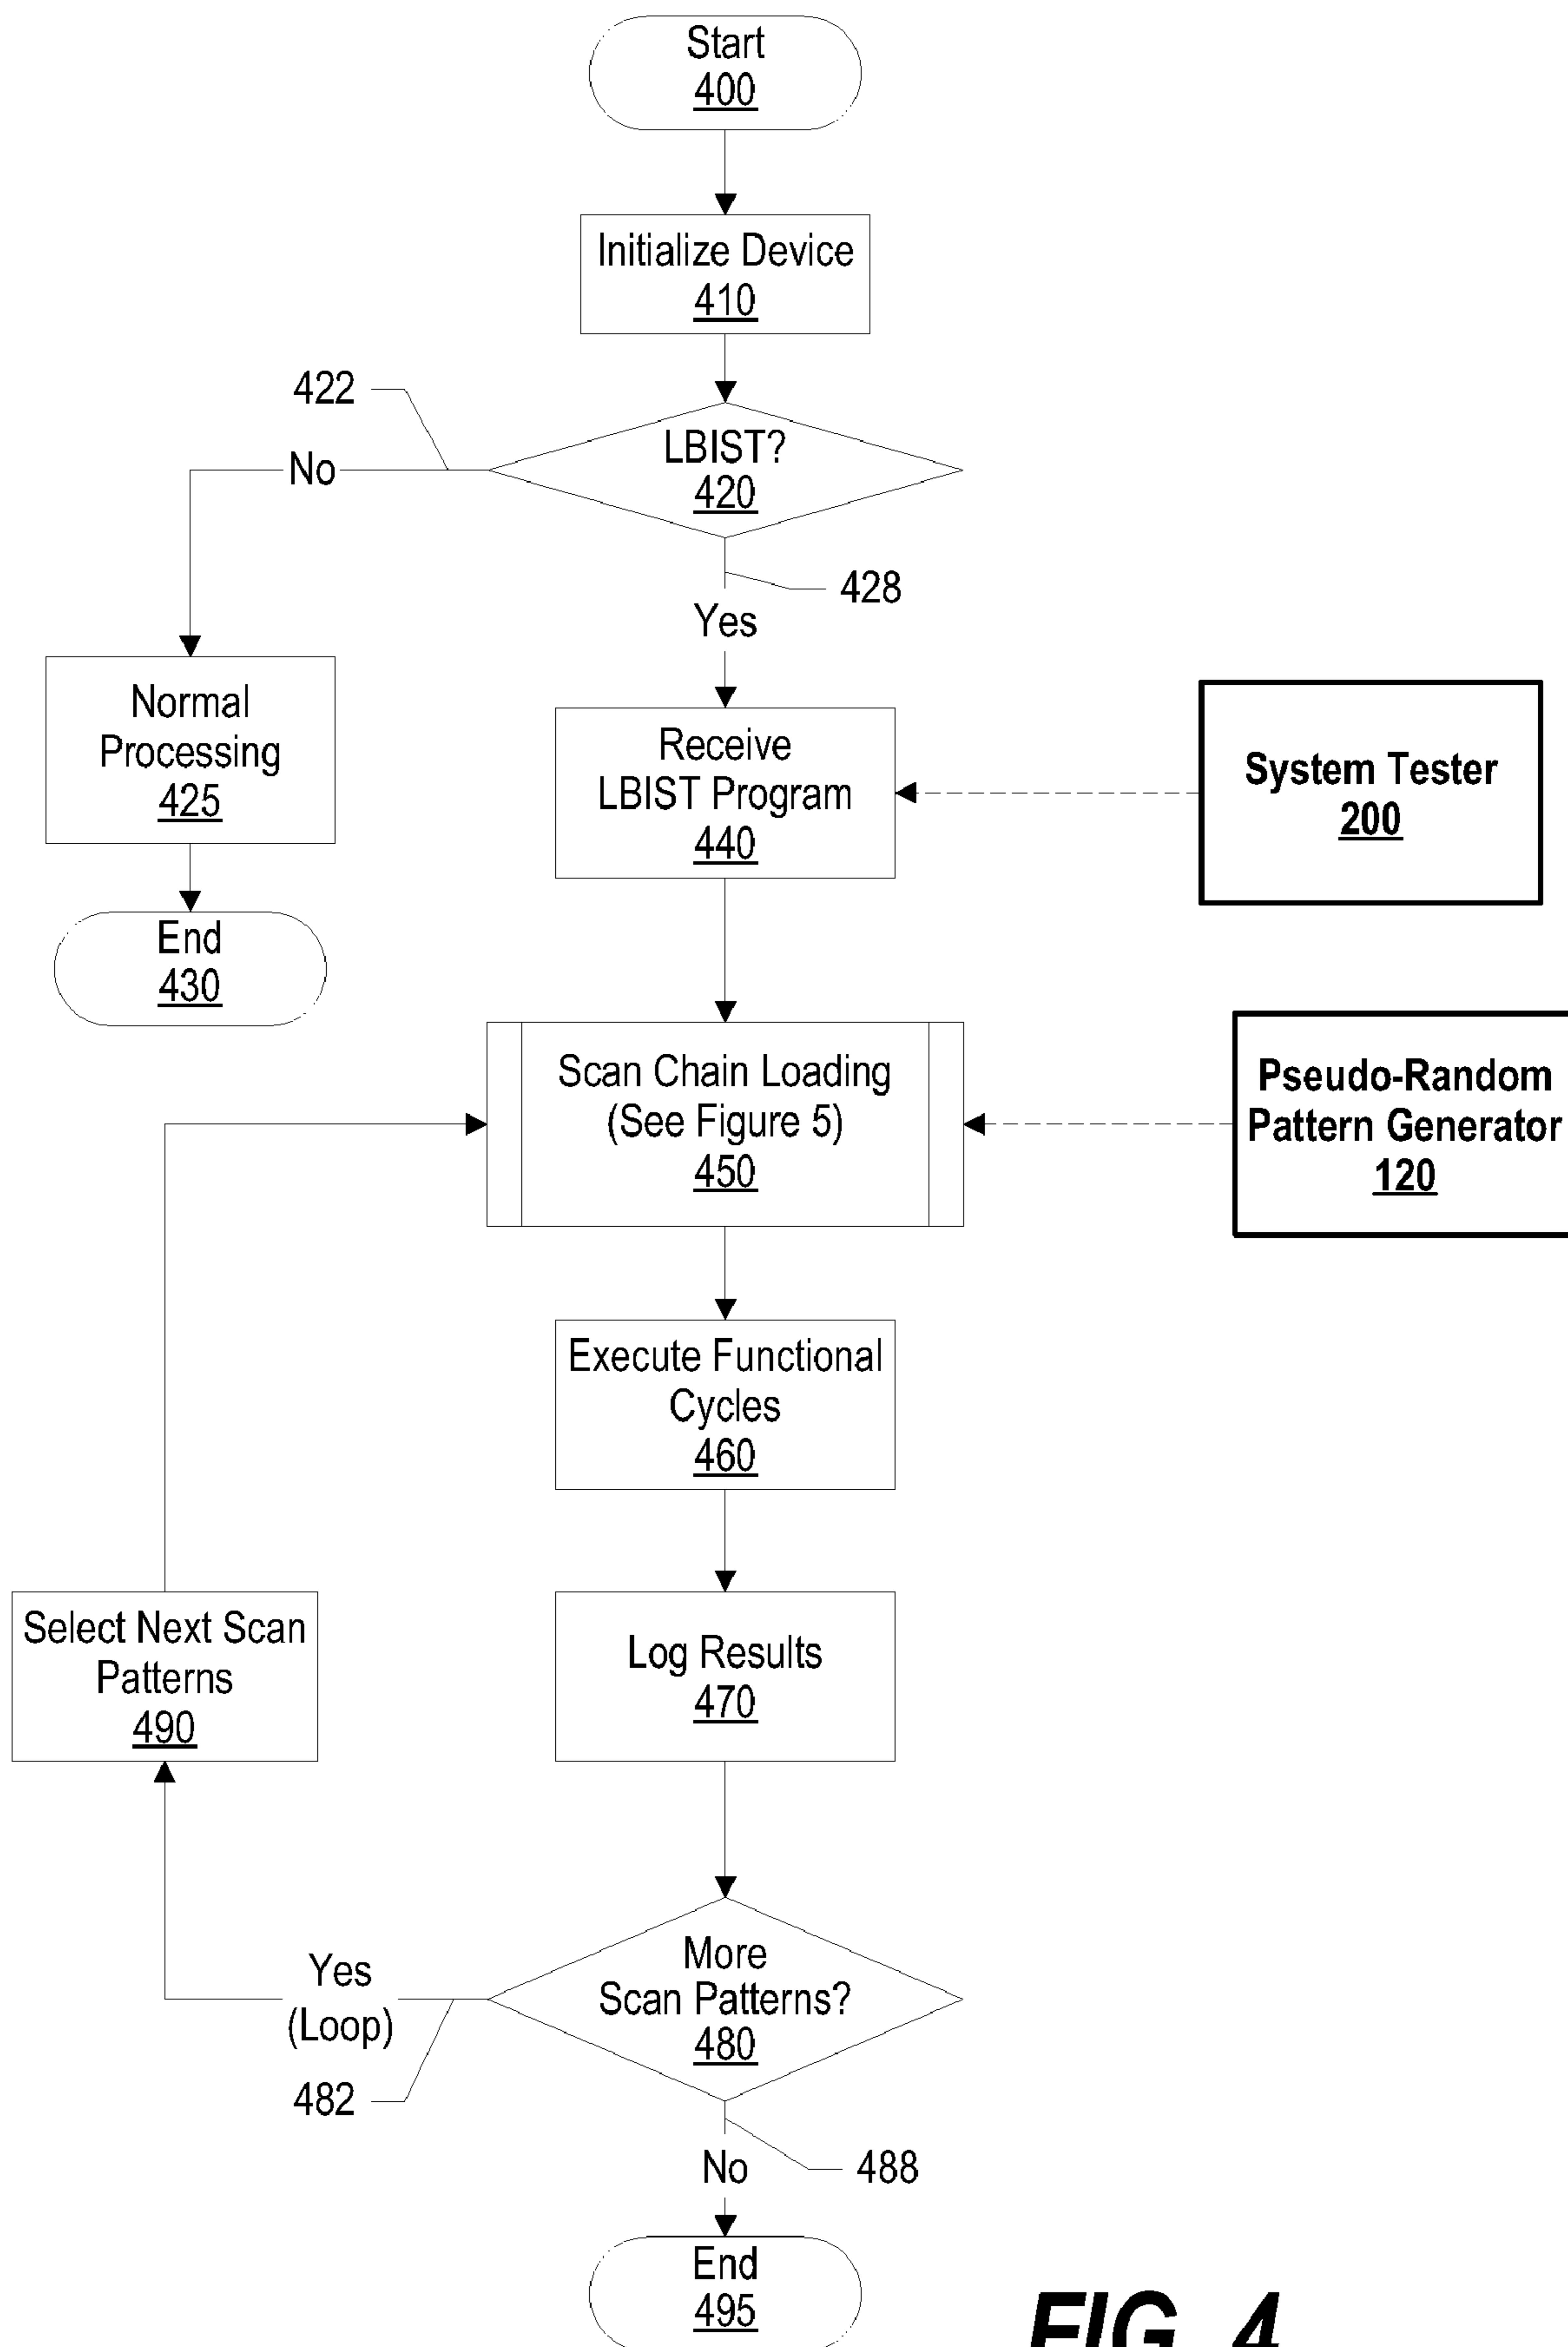 Start
400
Initialize Device
410
422
LBIST?
420
No
428
Yes
Normal
Processing
425
Receive
LBIST Program
440
System Tester
200
End
430
Scan Chain Loading
(See Figure 5)
450
Pseudo-Random
Pattern Generator
120
Execute Functional
Cycles
460
Select Next Scan
Patterns
490
Log Results
470
More
Scan Patterns?
480
Yes
(Loop)
482
No
488
End
495
FIG. 4